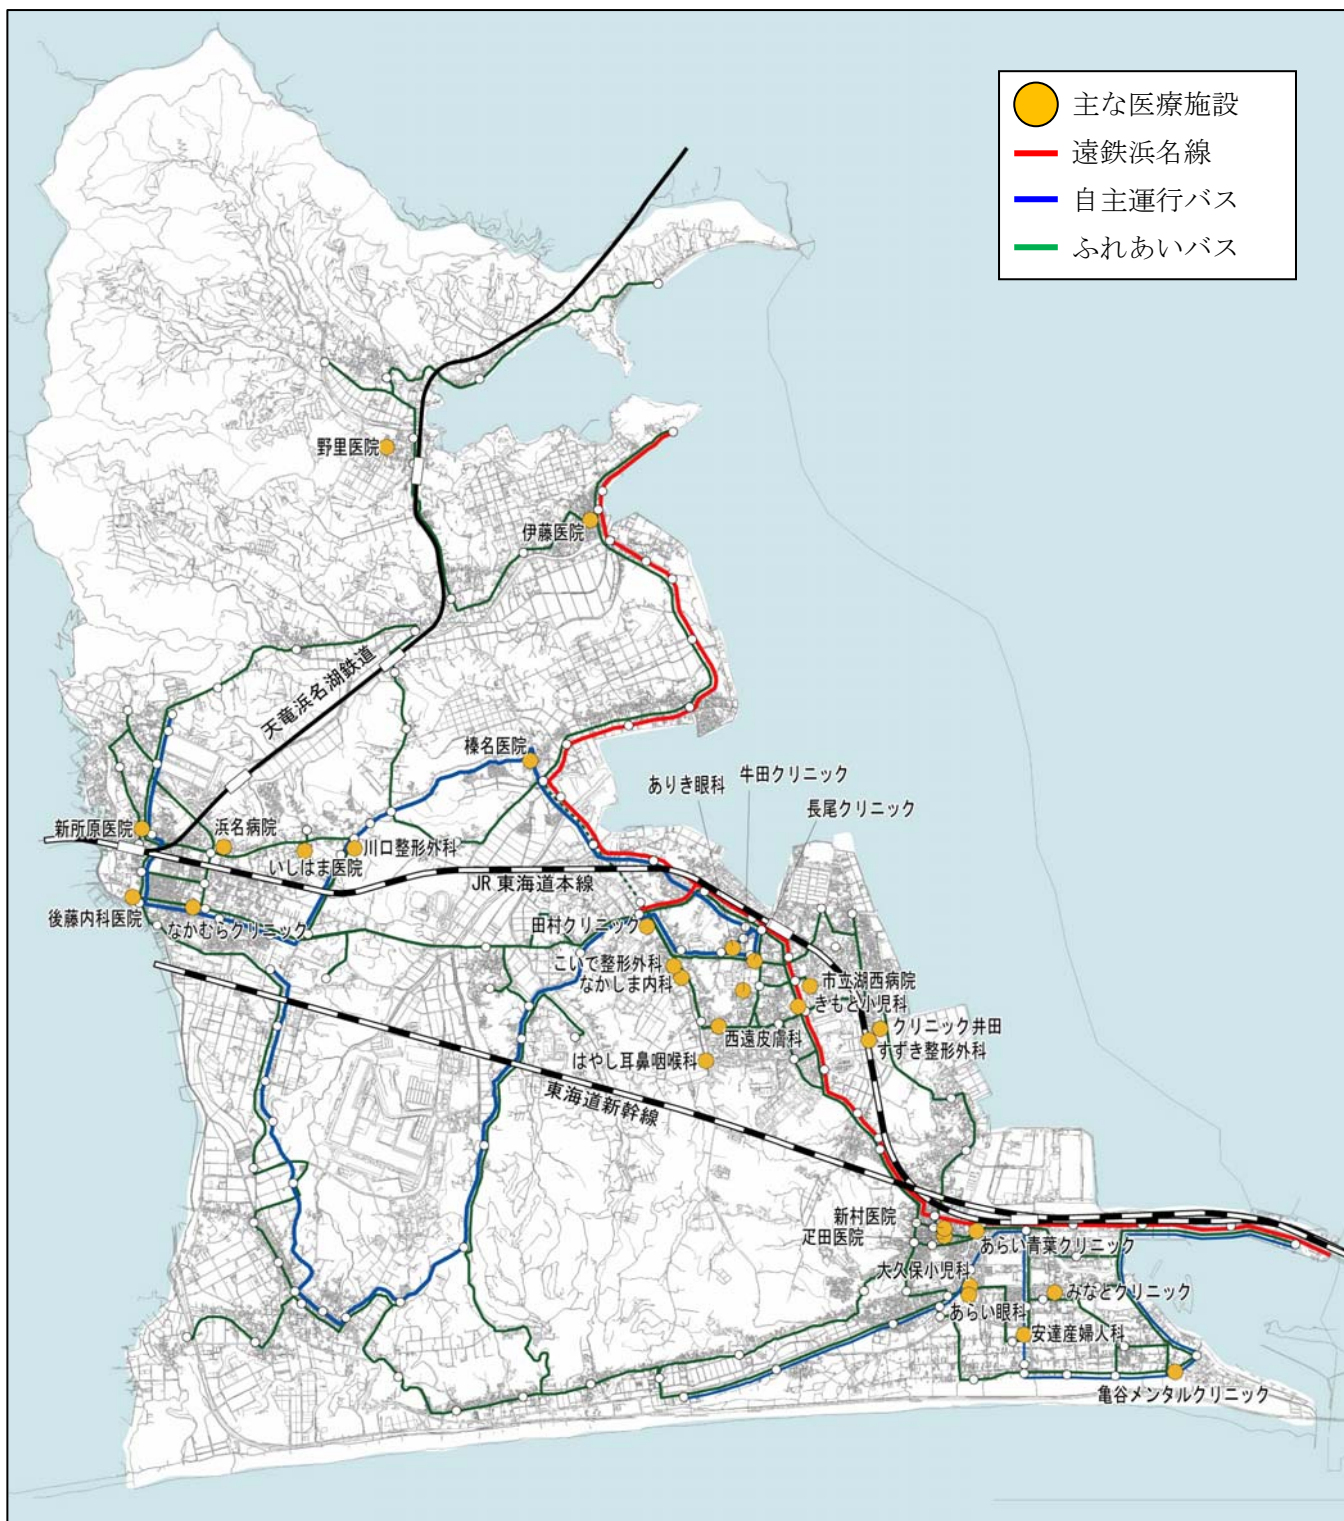 主な医療施設
遠鉄浜名線
自主運行バス
ふれあいバス
野里医院
伊藤医院
天竜浜名湖鉄道
榛名医院
ありき眼科
牛田クリニック
長尾クリニック
新所原医院
浜名病院
いしはま医院
川口整形外科
JR東海道本線
後藤内科医院
なかむらクリニック
田村クリニック
こいで整形外科
なかしま内科
市立湖西病院
きもと小児科
クリニック井田
すずき整形外科
西遠皮膚科
はやし耳鼻咽喉科
東海道新幹線
新村医院
疋田医院
あらい青葉クリニック
大久保小児科
あらい眼科
みなとクリニック
安達産婦人科
亀谷メンタルクリニック